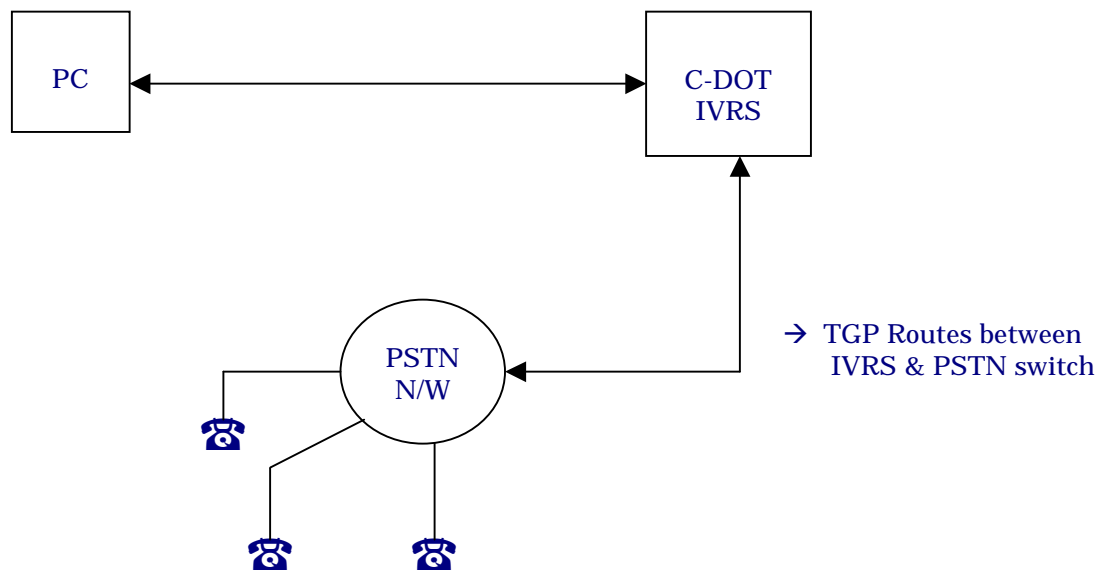 PC
C-DOT
IVRS
PSTN
N/W
→ TGP Routes between
IVRS & PSTN switch